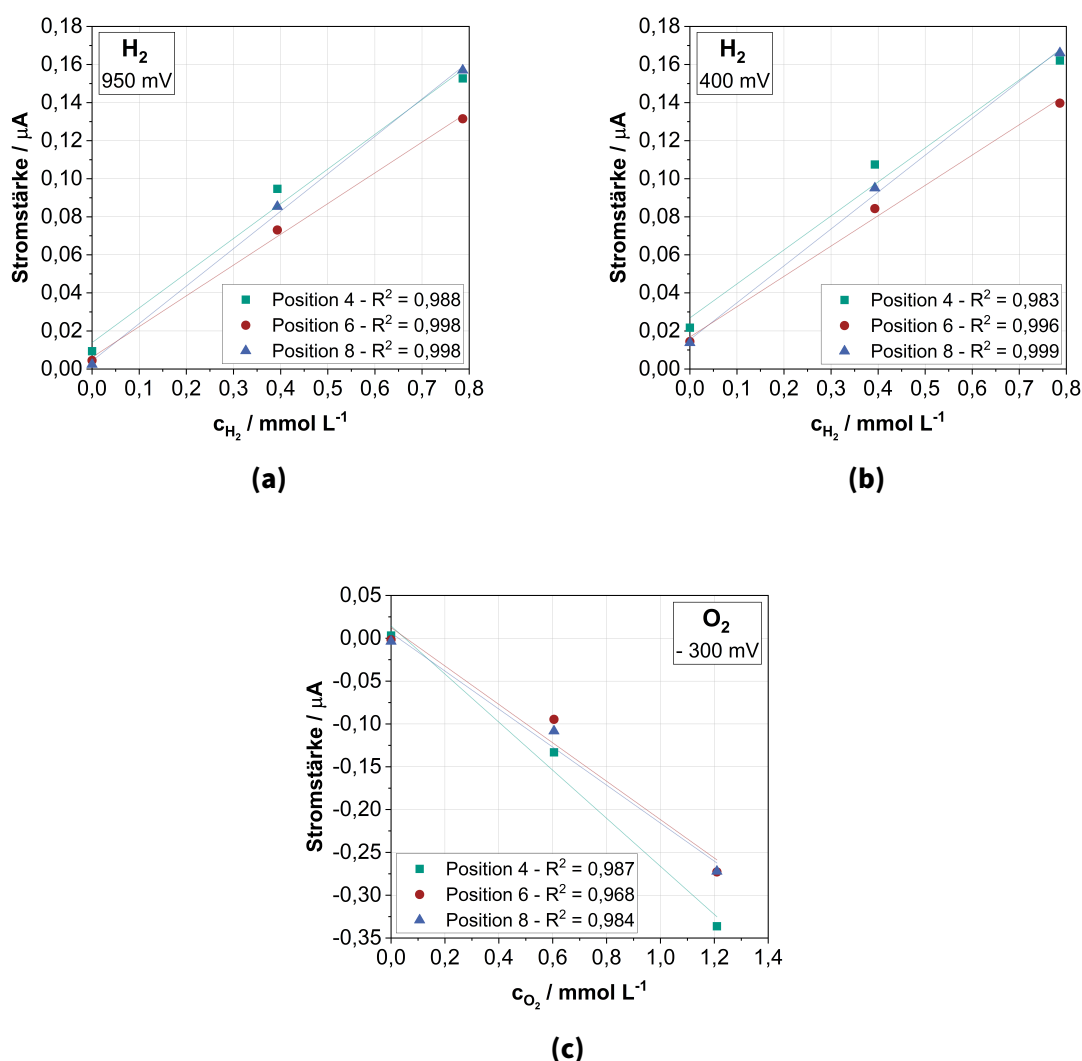 H₂
950 mV
0,18
0,16
0,14
0,12
0,10
0,08
0,06
0,04
0,02
0,00
Stromstärke / μA
Position 4 - R² = 0,988
Position 6 - R² = 0,998
Position 8 - R² = 0,998
0,0 0,1 0,2 0,3 0,4 0,5 0,6 0,7 0,8
c_H₂ / mmol L⁻¹
(a)
H₂
400 mV
0,18
0,16
0,14
0,12
0,10
0,08
0,06
0,04
0,02
0,00
Stromstärke / μA
Position 4 - R² = 0,983
Position 6 - R² = 0,996
Position 8 - R² = 0,999
0,0 0,1 0,2 0,3 0,4 0,5 0,6 0,7 0,8
c_H₂ / mmol L⁻¹
(b)
O₂
- 300 mV
0,05
0,00
-0,05
-0,10
-0,15
-0,20
-0,25
-0,30
-0,35
Stromstärke / μA
Position 4 - R² = 0,987
Position 6 - R² = 0,968
Position 8 - R² = 0,984
0,0 0,2 0,4 0,6 0,8 1,0 1,2 1,4
c_O₂ / mmol L⁻¹
(c)